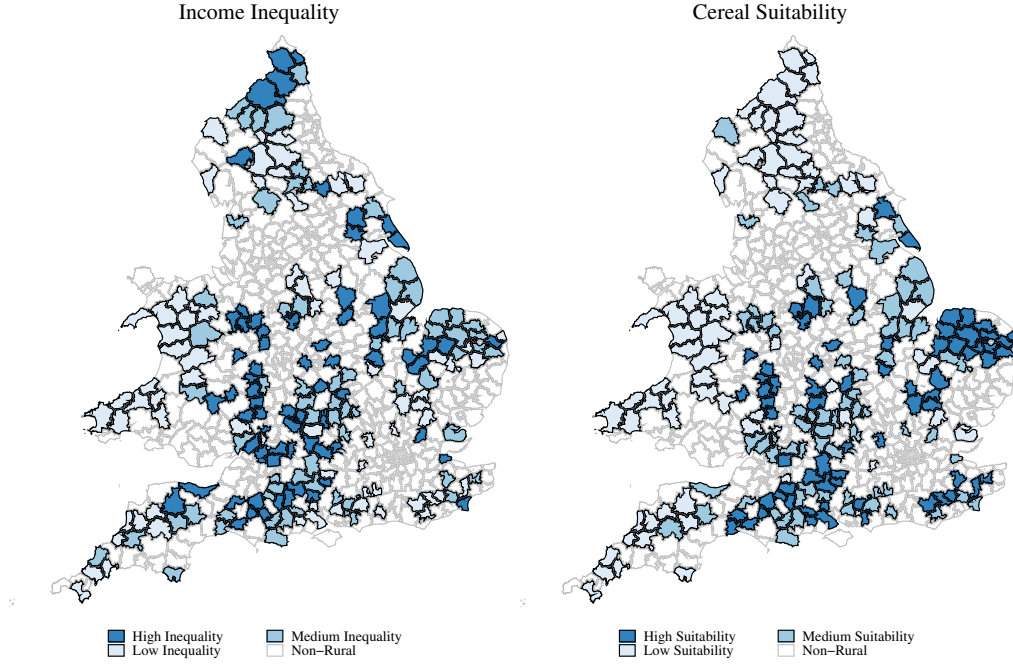 Income Inequality
Cereal Suitability
High Inequality
Medium Inequality
Low Inequality
Non−Rural
High Suitability
Medium Suitability
Low Suitability
Non−Rural